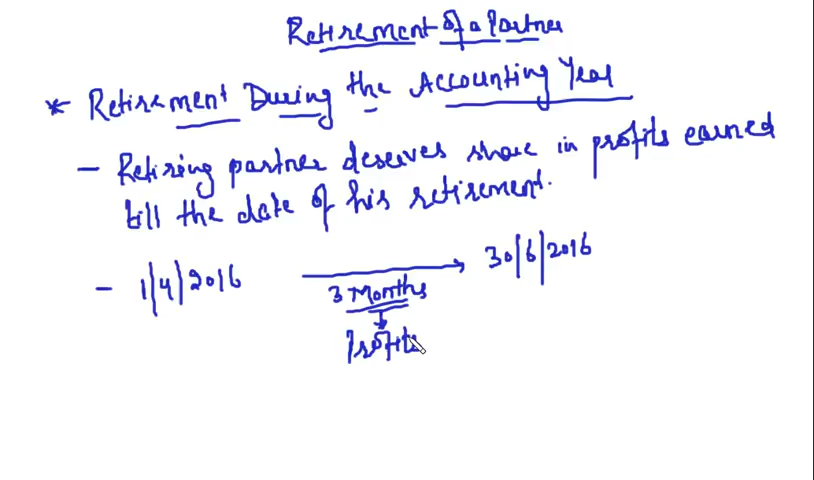 Retirement of a Partner
* Retirement During the Accounting Year
- Retiring partner deserves share in profits earned
till the date of his retirement.
- 1/4/2016 → 30/6/2016
3 Months
↓
Profits